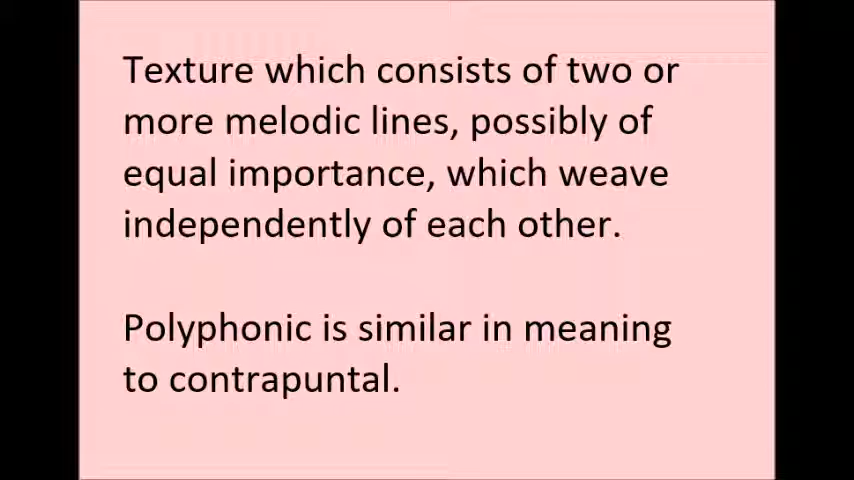 Texture which consists of two or
more melodic lines, possibly of
equal importance, which weave
independently of each other.
Polyphonic is similar in meaning
to contrapuntal.